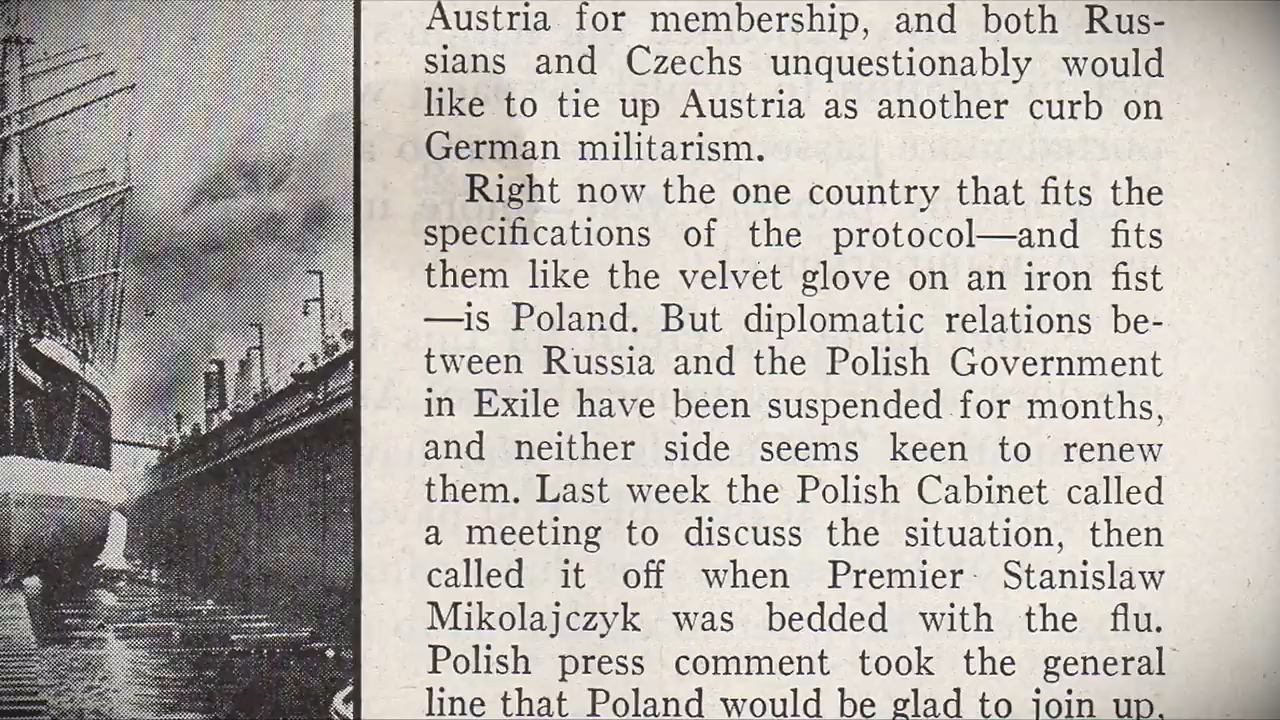 Austria for membership, and both Rus-
sians and Czechs unquestionably would
like to tie up Austria as another curb on
German militarism.
Right now the one country that fits the
specifications of the protocol—and fits
them like the velvet glove on an iron fist
—is Poland. But diplomatic relations be-
tween Russia and the Polish Government
in Exile have been suspended for months,
and neither side seems keen to renew
them. Last week the Polish Cabinet called
a meeting to discuss the situation, then
called it off when Premier Stanislaw
Mikolajczyk was bedded with the flu.
Polish press comment took the general
line that Poland would be glad to join up,